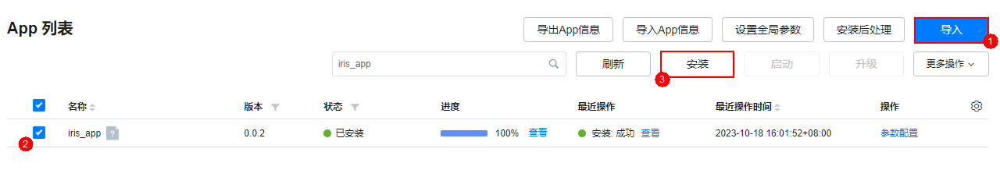 App 列表
导出App信息 导入App信息 设置全局参数 安装后处理 导入
1
iris_app 刷新 安装 启动 升级 更多操作
3
名称 版本 状态 进度 最近操作 最近操作时间 操作
iris_app ? 0.0.2 已安装 100% 查看 安装: 成功 查看 2023-10-18 16:01:52+08:00 参数配置
2